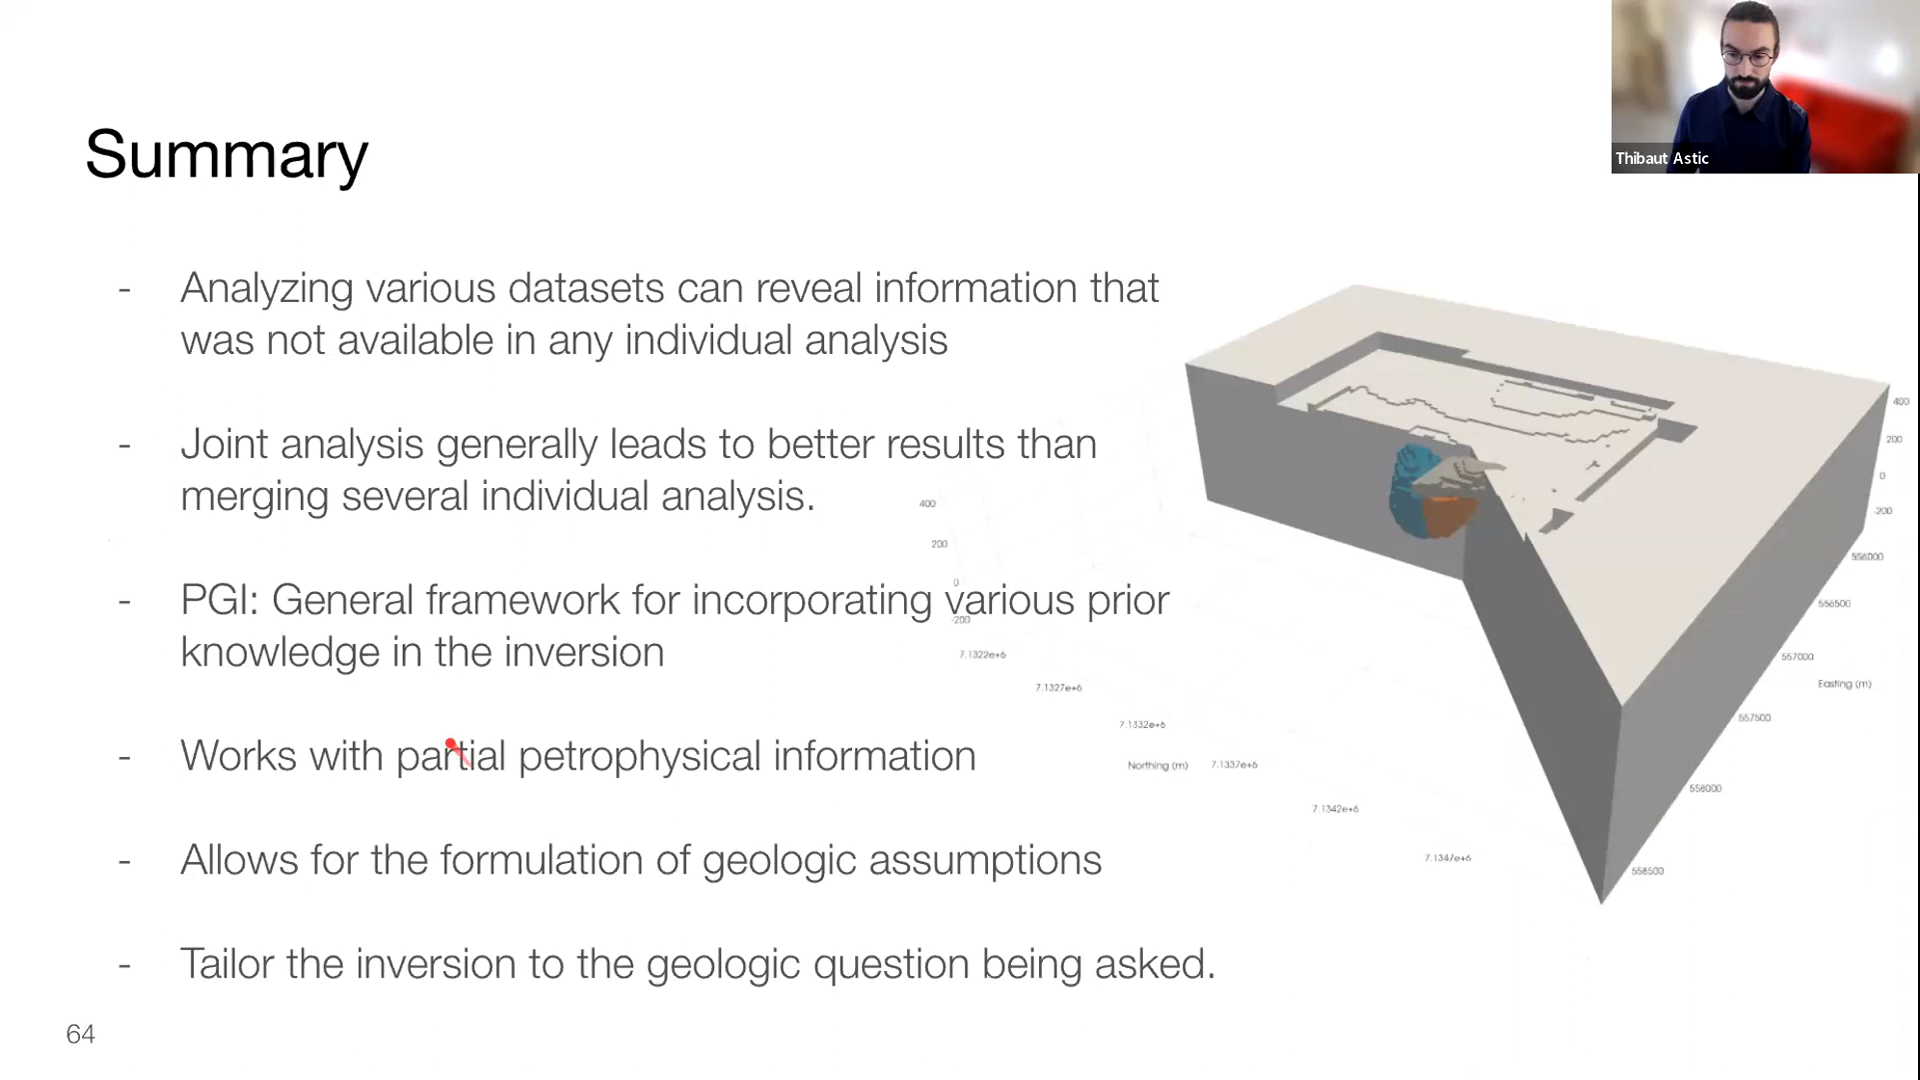 Thibaut Astic
Summary
- Analyzing various datasets can reveal information that
was not available in any individual analysis
- Joint analysis generally leads to better results than
merging several individual analysis.
- PGI: General framework for incorporating various prior
knowledge in the inversion
- Works with partial petrophysical information
- Allows for the formulation of geologic assumptions
- Tailor the inversion to the geologic question being asked.
64
400
200
0
-200
7.1322e+6
7.1327e+6
7.1332e+6
Northing (m) 7.1337e+6
7.1342e+6
7.1347e+6
400
200
0
-200
556000
556500
557000
Easting (m)
557500
558000
558500